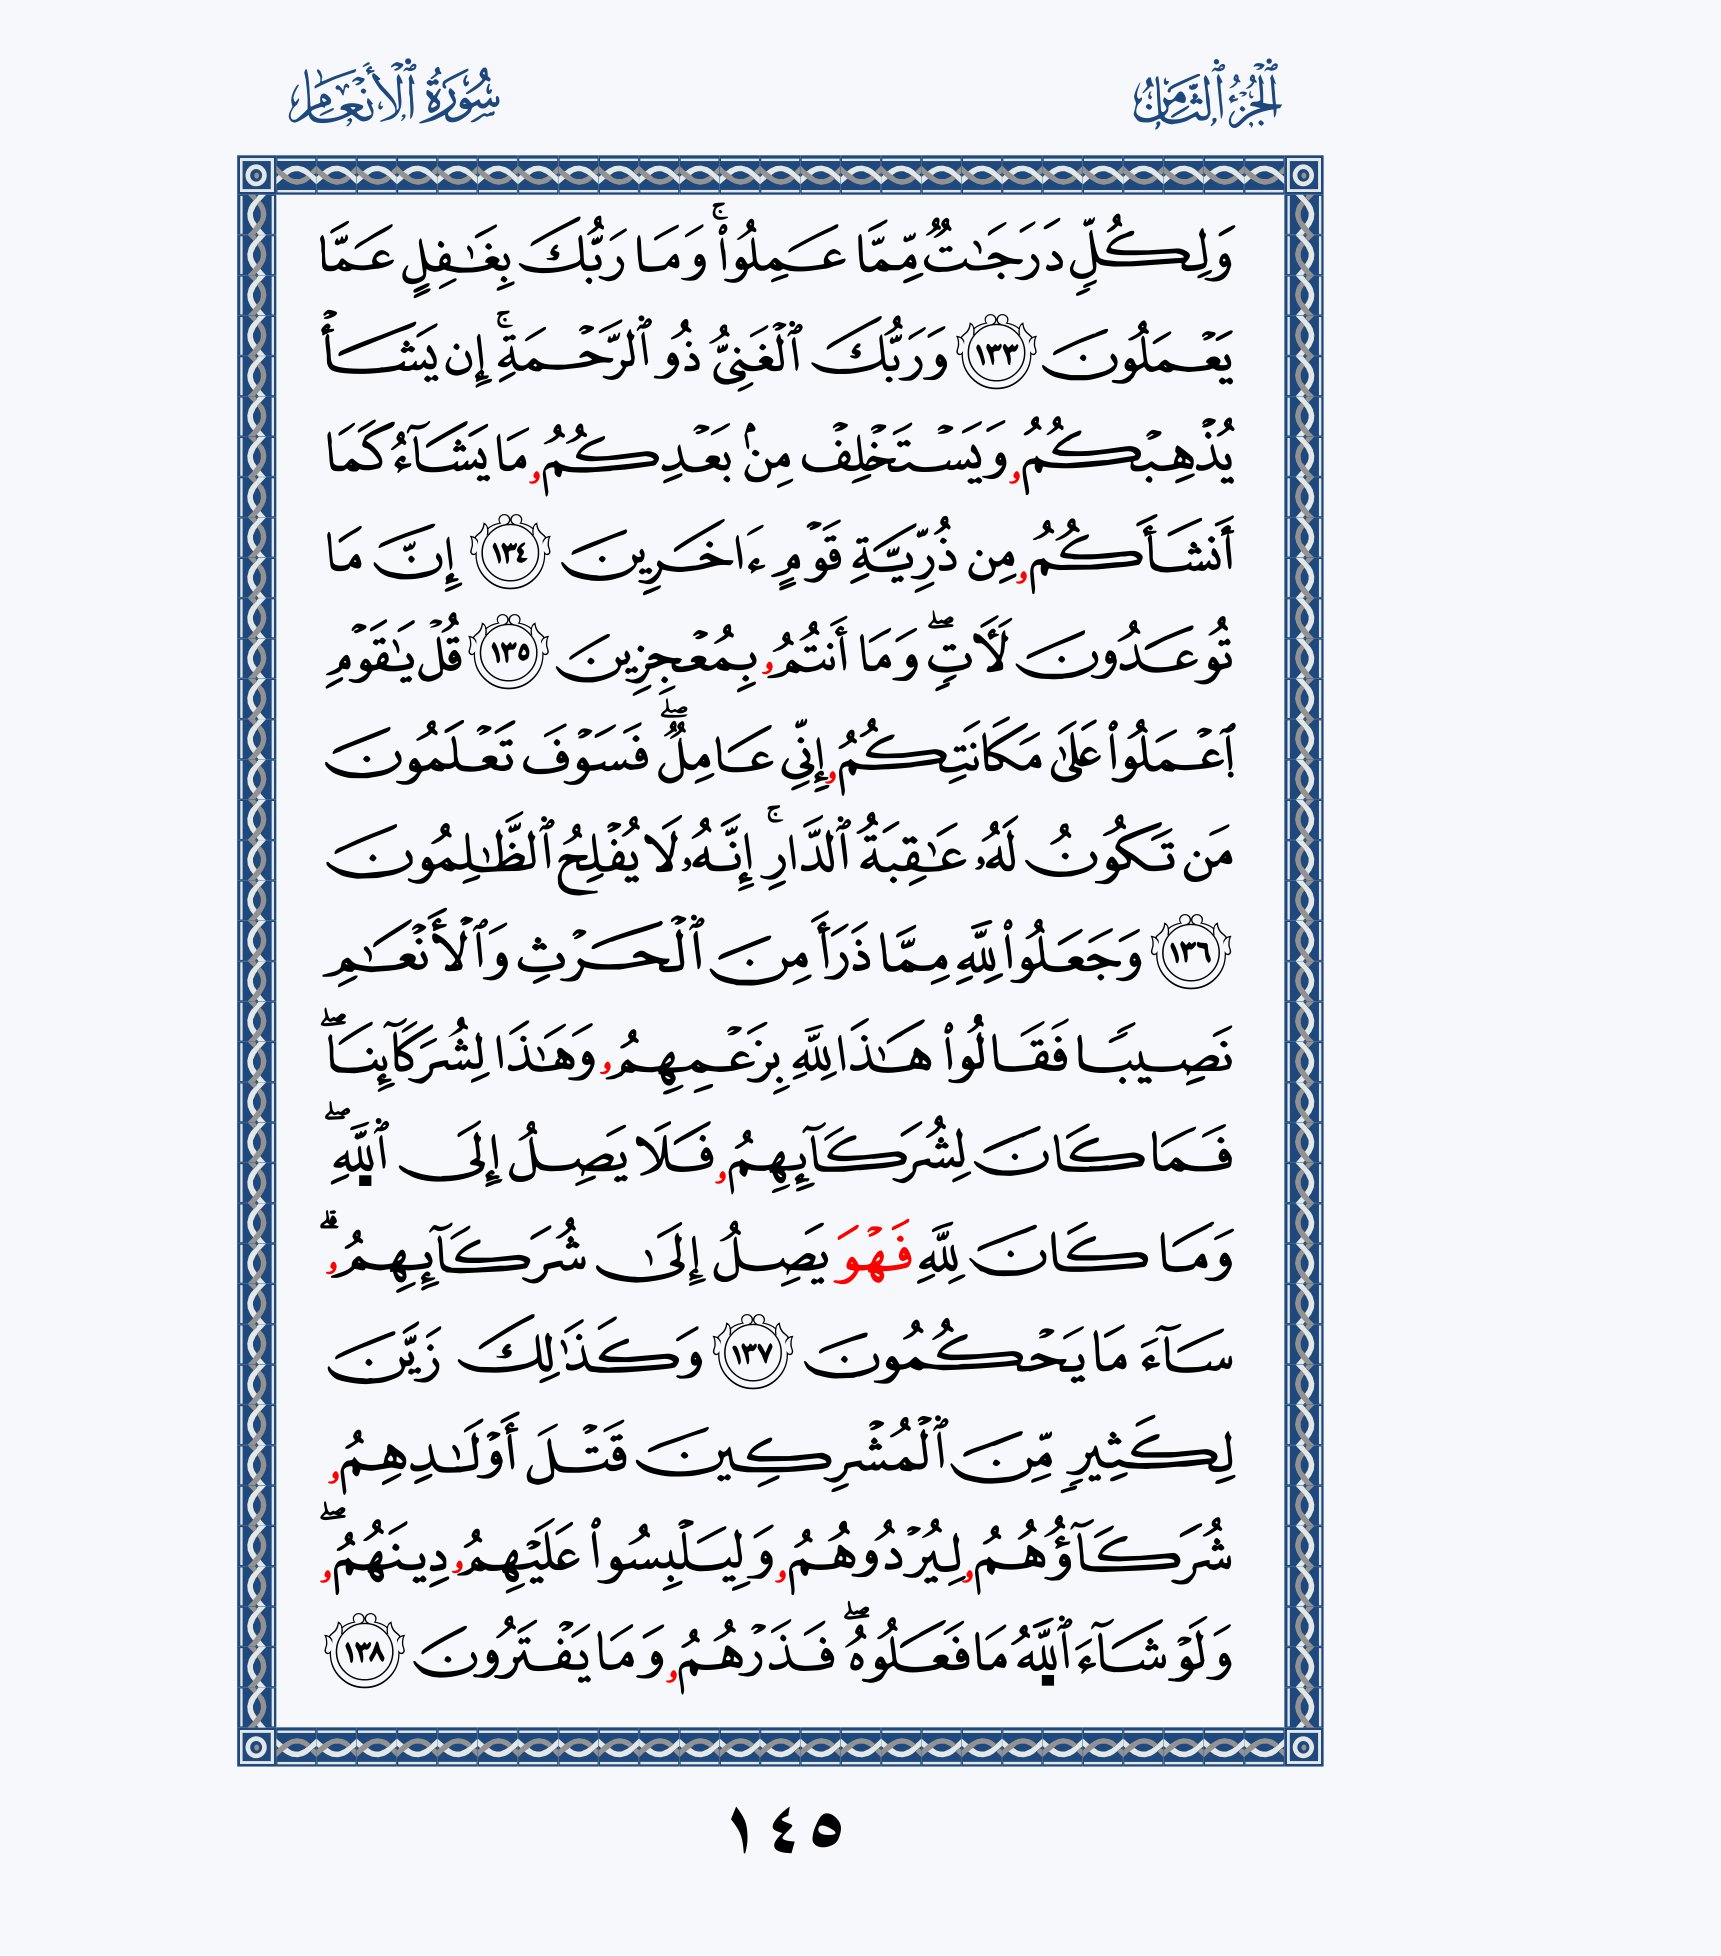 ٱلْجُزْءُ ٱلثَّامِنُ
سُورَةُ ٱلْأَنْعَامِ
وَلِكُلٍّ دَرَجَٰتٌ مِّمَّا عَمِلُوا۟ ۚ وَمَا رَبُّكَ بِغَٰفِلٍ عَمَّا
يَعْمَلُونَ ١٣٣ وَرَبُّكَ ٱلْغَنِىُّ ذُو ٱلرَّحْمَةِ ۚ إِن يَشَأْ
يُذْهِبْكُمُۥ وَيَسْتَخْلِفْ مِنۢ بَعْدِكُمُۥ مَا يَشَآءُ كَمَا
أَنشَأَكُمُۥ مِن ذُرِّيَّةِ قَوْمٍ ءَاخَرِينَ ١٣٤ إِنَّ مَا
تُوعَدُونَ لَأَتٍ ۖ وَمَا أَنتُمُۥ بِمُعْجِزِينَ ١٣٥ قُلْ يَٰقَوْمِ
ٱعْمَلُوا۟ عَلَىٰ مَكَانَتِكُمُۥ إِنِّى عَامِلٌ ۖ فَسَوْفَ تَعْلَمُونَ
مَن تَكُونُ لَهُۥ عَٰقِبَةُ ٱلدَّارِ ۚ إِنَّهُۥ لَا يُفْلِحُ ٱلظَّٰلِمُونَ
١٣٦ وَجَعَلُوا۟ لِلَّهِ مِمَّا ذَرَأَ مِنَ ٱلْحَرْثِ وَٱلْأَنْعَٰمِ
نَصِيبًا فَقَالُوا۟ هَٰذَا لِلَّهِ بِزَعْمِهِمُۥ وَهَٰذَا لِشُرَكَآئِنَا ۖ
فَمَا كَانَ لِشُرَكَآئِهِمُۥ فَلَا يَصِلُ إِلَى ٱللَّهِ ۖ
وَمَا كَانَ لِلَّهِ فَهْوَ يَصِلُ إِلَىٰ شُرَكَآئِهِمُۥ ۗ
سَآءَ مَا يَحْكُمُونَ ١٣٧ وَكَذَٰلِكَ زَيَّنَ
لِكَثِيرٍ مِّنَ ٱلْمُشْرِكِينَ قَتْلَ أَوْلَٰدِهِمُۥ
شُرَكَآؤُهُمُۥ لِيُرْدُوهُمُۥ وَلِيَلْبِسُوا۟ عَلَيْهِمُۥ دِينَهُمُۥ ۖ
وَلَوْ شَآءَ ٱللَّهُ مَا فَعَلُوهُ ۖ فَذَرْهُمُۥ وَمَا يَفْتَرُونَ ١٣٨
١٤٥